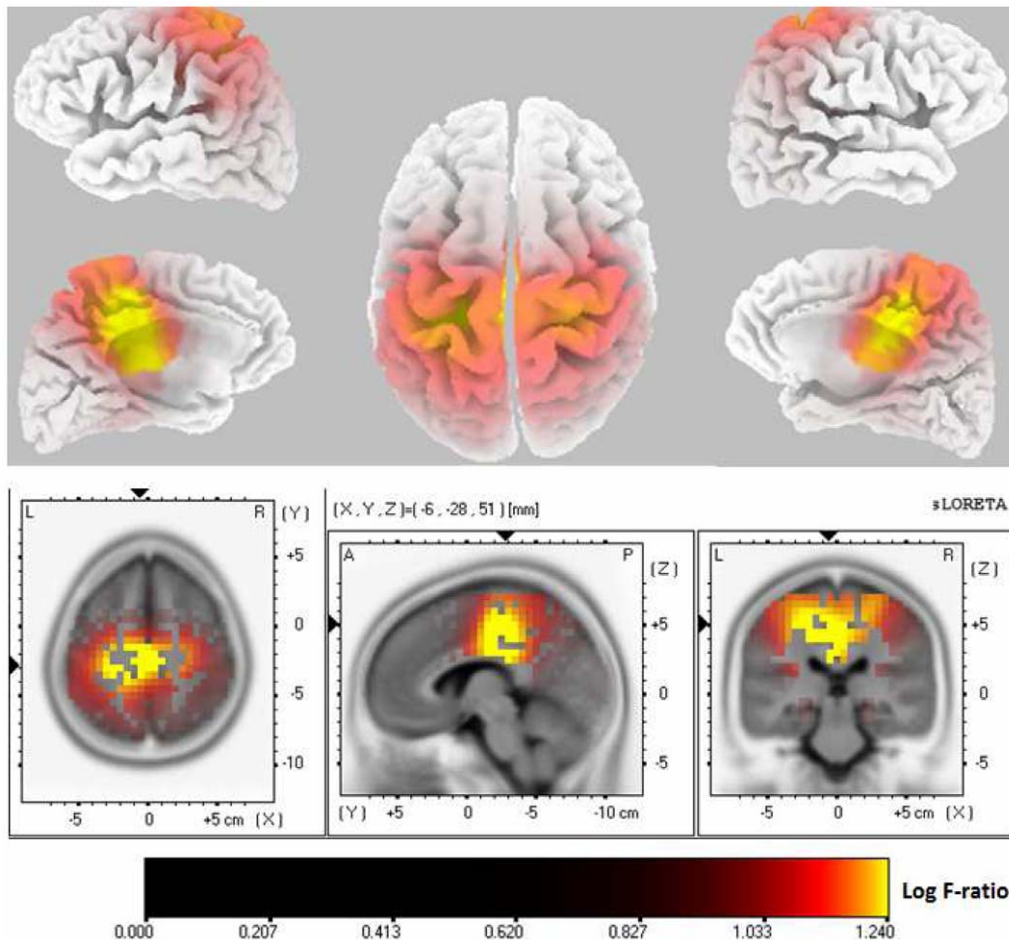 (X,Y,Z)=(-6,-28,51)[mm] sLORETA
L R (Y)
+5
0
-5
-10
-5 0 +5 cm (X)
A P (Z)
+5
0
-5
(Y) +5 0 -5 -10 cm
L R (Z)
+5
0
-5
-5 0 +5 cm (X)
Log F-ratio
0.000 0.207 0.413 0.620 0.827 1.033 1.240